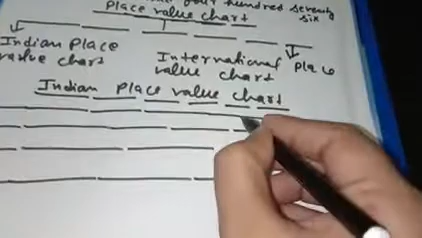 four hundred seventy
six
Place value chart
Indian Place
value chart
International Place
value chart
Indian place value chart